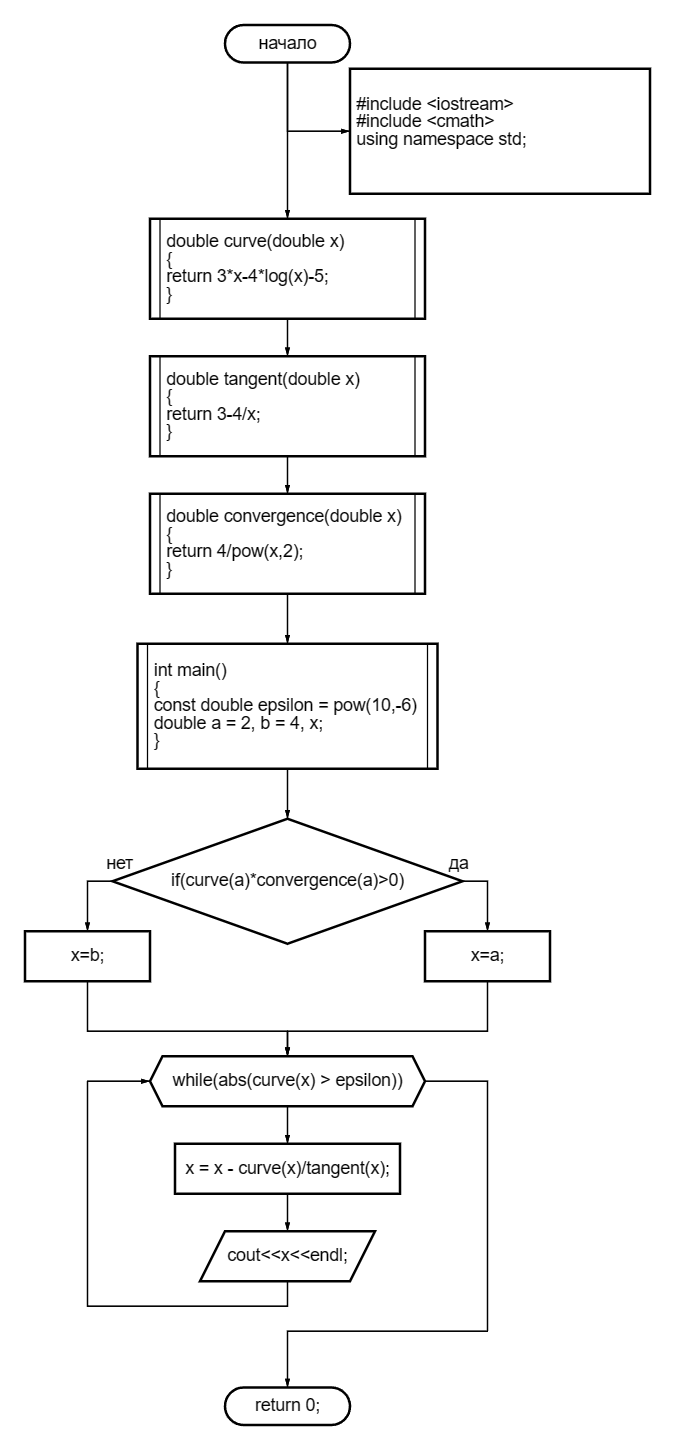 начало
#include <iostream>
#include <cmath>
using namespace std;
double curve(double x)
{
return 3*x-4*log(x)-5;
}
double tangent(double x)
{
return 3-4/x;
}
double convergence(double x)
{
return 4/pow(x,2);
}
int main()
{
const double epsilon = pow(10,-6)
double a = 2, b = 4, x;
}
нет
if(curve(a)*convergence(a)>0)
да
x=b;
x=a;
while(abs(curve(x) > epsilon))
x = x - curve(x)/tangent(x);
cout<<x<<endl;
return 0;